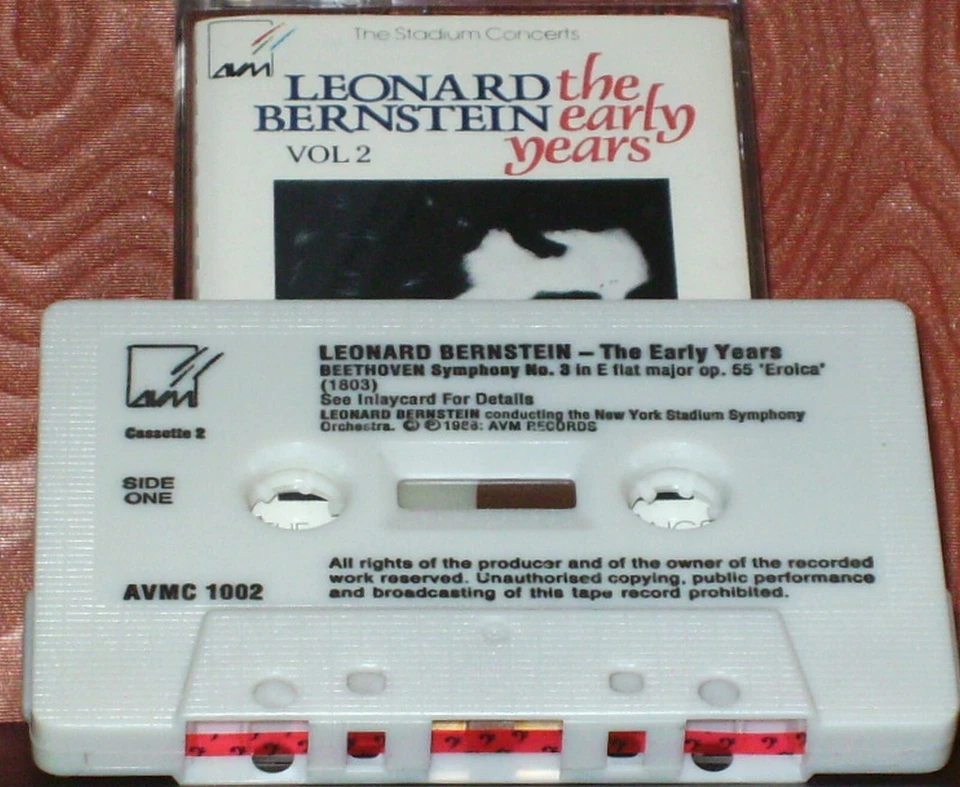 The Stadium Concerts
AVM
LEONARD the
BERNSTEIN early
VOL 2 years
AVM
LEONARD BERNSTEIN – The Early Years
BEETHOVEN Symphony No. 3 in E flat major op. 55 'Eroica'
(1803)
See Inlaycard For Details
LEONARD BERNSTEIN conducting the New York Stadium Symphony
Orchestra. © ℗ 1988: AVM RECORDS
Cassette 2
SIDE
ONE
All rights of the producer and of the owner of the recorded
work reserved. Unauthorised copying, public performance
and broadcasting of this tape record prohibited.
AVMC 1002